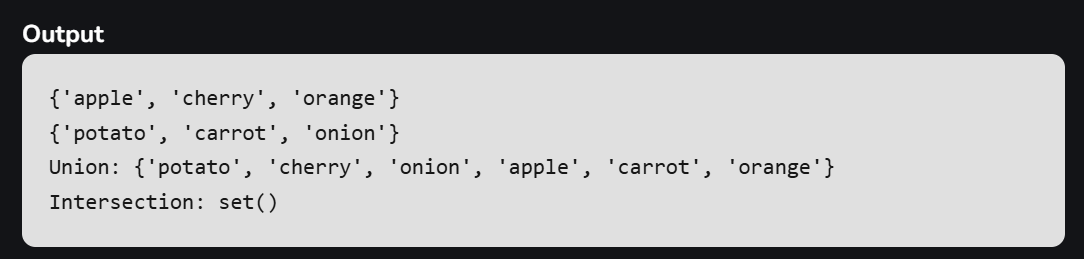 Output
{'apple', 'cherry', 'orange'}
{'potato', 'carrot', 'onion'}
Union: {'potato', 'cherry', 'onion', 'apple', 'carrot', 'orange'}
Intersection: set()